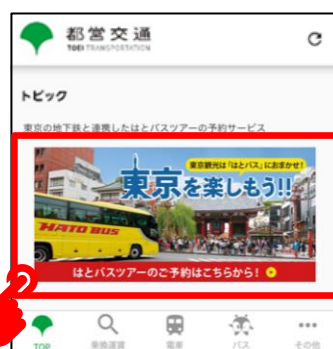 都営交通
TOEI TRANSPORTATION
トピック
東京の地下鉄と連携したはとバスツアーの予約サービス
東京観光は「はとバス」におまかせ!
東京を楽しもう!!
HATO BUS
はとバスツアーのご予約はこちらから!
TOP
乗換運賃
電車
バス
その他